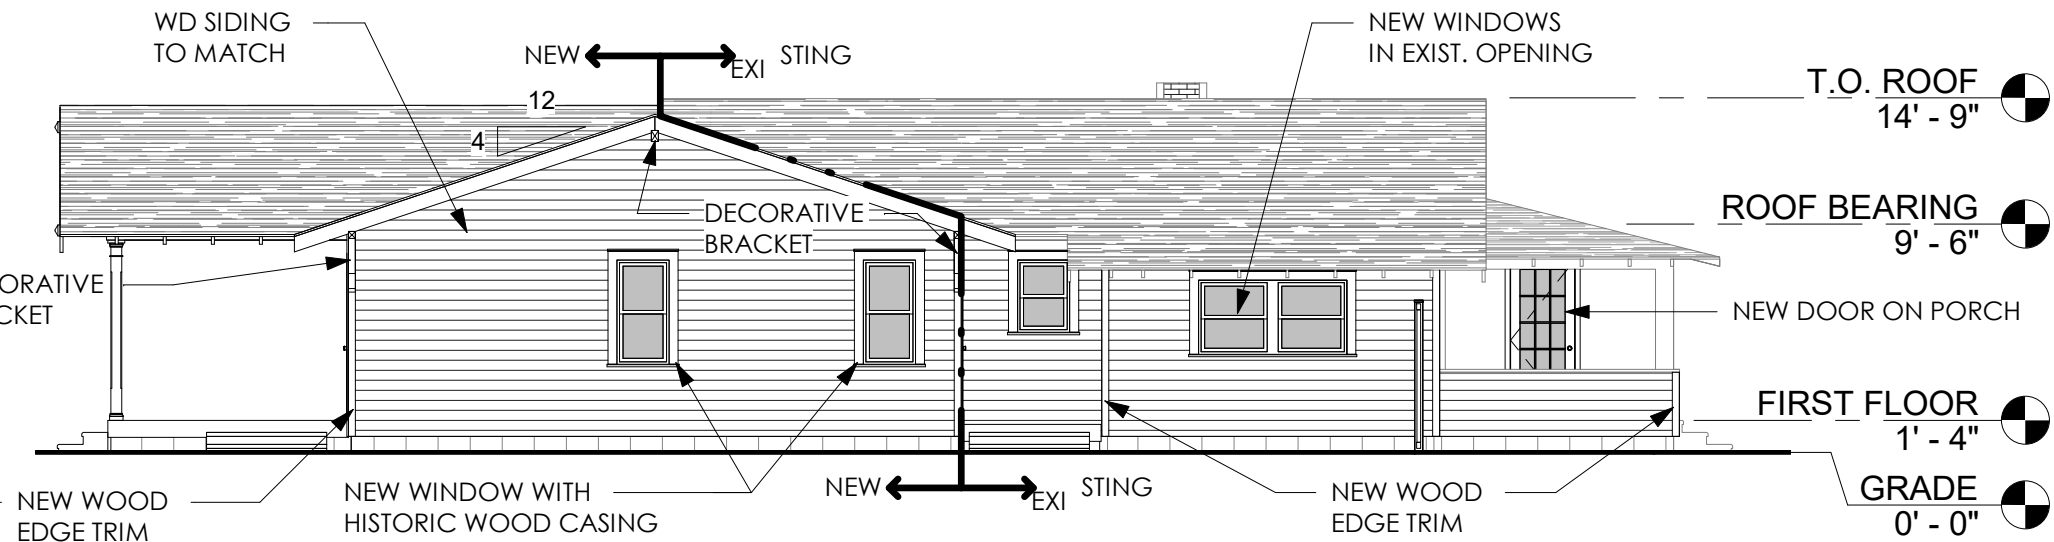 WD SIDING
TO MATCH
NEW
EXI STING
NEW WINDOWS
IN EXIST. OPENING
T.O. ROOF
14' - 9"
12
4
DECORATIVE
BRACKET
ROOF BEARING
9' - 6"
ORATIVE
CKET
NEW DOOR ON PORCH
FIRST FLOOR
1' - 4"
NEW WOOD
EDGE TRIM
NEW WINDOW WITH
HISTORIC WOOD CASING
NEW
EXI STING
NEW WOOD
EDGE TRIM
GRADE
0' - 0"